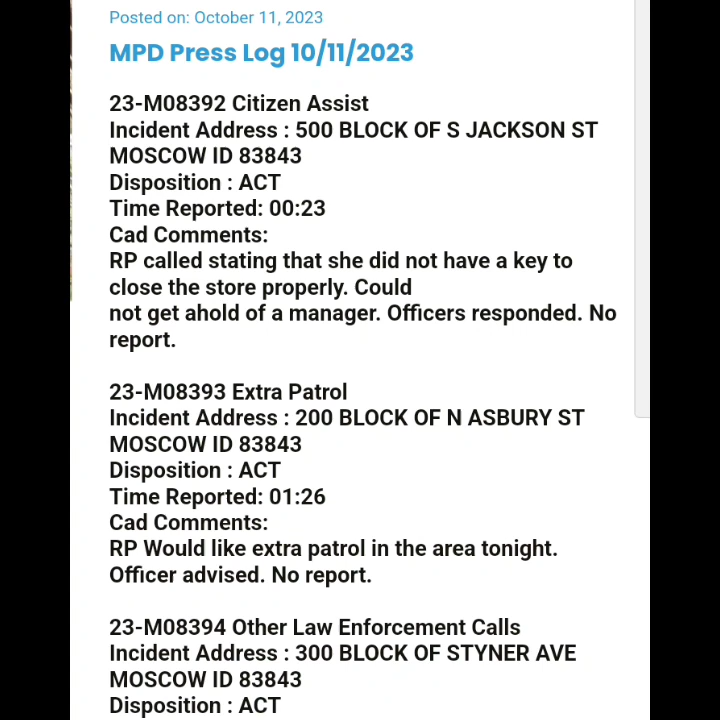 Posted on: October 11, 2023
MPD Press Log 10/11/2023
23-M08392 Citizen Assist
Incident Address : 500 BLOCK OF S JACKSON ST
MOSCOW ID 83843
Disposition : ACT
Time Reported: 00:23
Cad Comments:
RP called stating that she did not have a key to
close the store properly. Could
not get ahold of a manager. Officers responded. No
report.
23-M08393 Extra Patrol
Incident Address : 200 BLOCK OF N ASBURY ST
MOSCOW ID 83843
Disposition : ACT
Time Reported: 01:26
Cad Comments:
RP Would like extra patrol in the area tonight.
Officer advised. No report.
23-M08394 Other Law Enforcement Calls
Incident Address : 300 BLOCK OF STYNER AVE
MOSCOW ID 83843
Disposition : ACT